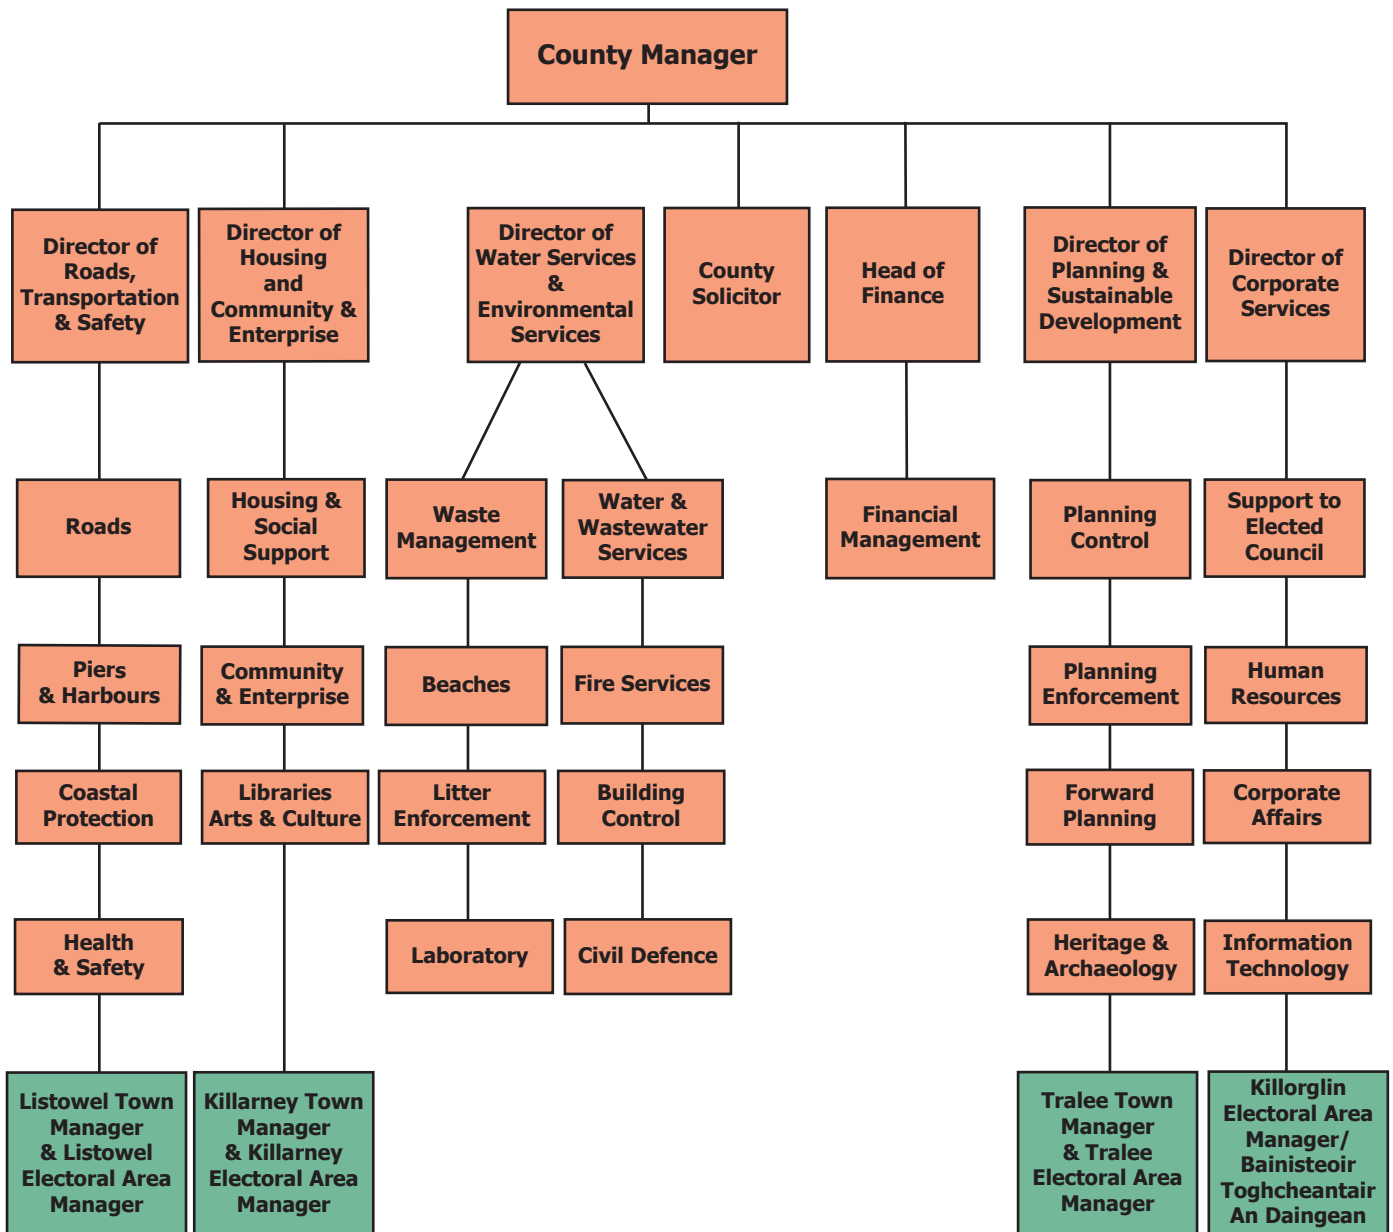 County Manager
Director of
Roads,
Transportation
& Safety
Director of
Housing
and
Community &
Enterprise
Director of
Water Services
&
Environmental
Services
County
Solicitor
Head of
Finance
Director of
Planning &
Sustainable
Development
Director of
Corporate
Services
Roads
Housing &
Social
Support
Waste
Management
Water &
Wastewater
Services
Financial
Management
Planning
Control
Support to
Elected
Council
Piers
& Harbours
Community
& Enterprise
Beaches
Fire Services
Planning
Enforcement
Human
Resources
Coastal
Protection
Libraries
Arts & Culture
Litter
Enforcement
Building
Control
Forward
Planning
Corporate
Affairs
Health
& Safety
Laboratory
Civil Defence
Heritage &
Archaeology
Information
Technology
Listowel Town
Manager
& Listowel
Electoral Area
Manager
Killarney Town
Manager
& Killarney
Electoral Area
Manager
Tralee Town
Manager
& Tralee
Electoral Area
Manager
Killorglin
Electoral Area
Manager/
Bainisteoir
Toghcheantair
An Daingean